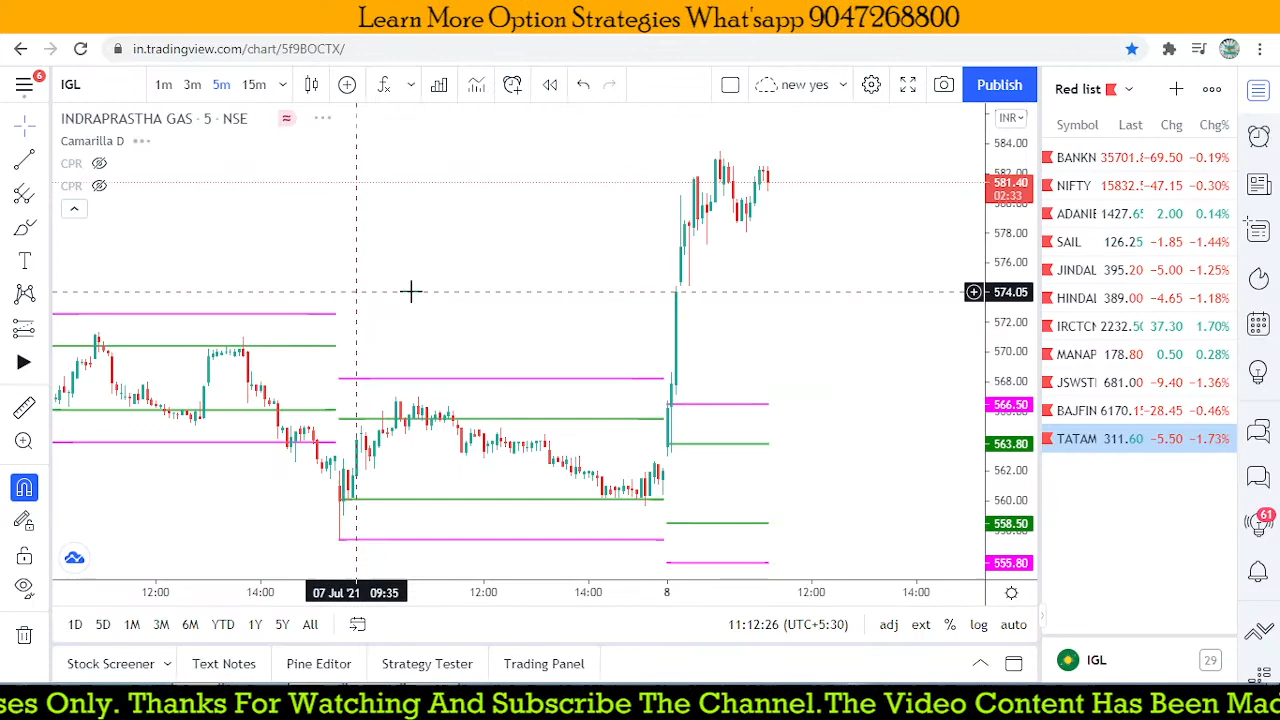 Learn More Option Strategies What'sapp 9047268800
in.tradingview.com/chart/5f9BOCTX/
6
IGL 1m 3m 5m 15m new yes Publish
Red list
INDRAPRASTHA GAS · 5 · NSE
INR
Camarilla D
CPR
CPR
Symbol Last Chg Chg%
BANKN 35701.8 -69.50 -0.19%
NIFTY 15832. -47.15 -0.30%
ADANIE 1427.65 2.00 0.14%
SAIL 126.25 -1.85 -1.44%
JINDAL 395.20 -5.00 -1.25%
HINDAL 389.00 -4.65 -1.18%
IRCTC 2232.50 37.30 1.70%
MANAP 178.80 0.50 0.28%
JSWST 681.00 -9.40 -1.36%
BAJFIN 6170.1 -28.45 -0.46%
TATAM 311.60 -5.50 -1.73%
584.00
581.40
02:33
578.00
576.00
574.05
572.00
570.00
568.00
566.50
563.80
562.00
560.00
558.50
555.80
61
12:00 14:00 07 Jul '21 09:35 12:00 14:00 8 12:00 14:00
1D 5D 1M 3M 6M YTD 1Y 5Y All 11:12:26 (UTC+5:30) adj ext % log auto
Stock Screener Text Notes Pine Editor Strategy Tester Trading Panel
IGL 29
ses Only. Thanks For Watching And Subscribe The Channel.The Video Content Has Been Mad